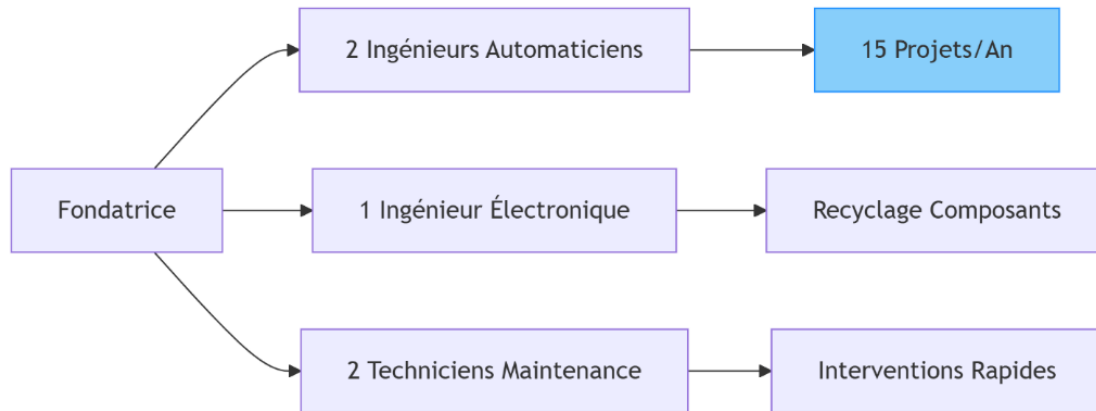 2 Ingénieurs Automaticiens
15 Projets/An
Fondatrice
1 Ingénieur Électronique
Recyclage Composants
2 Techniciens Maintenance
Interventions Rapides